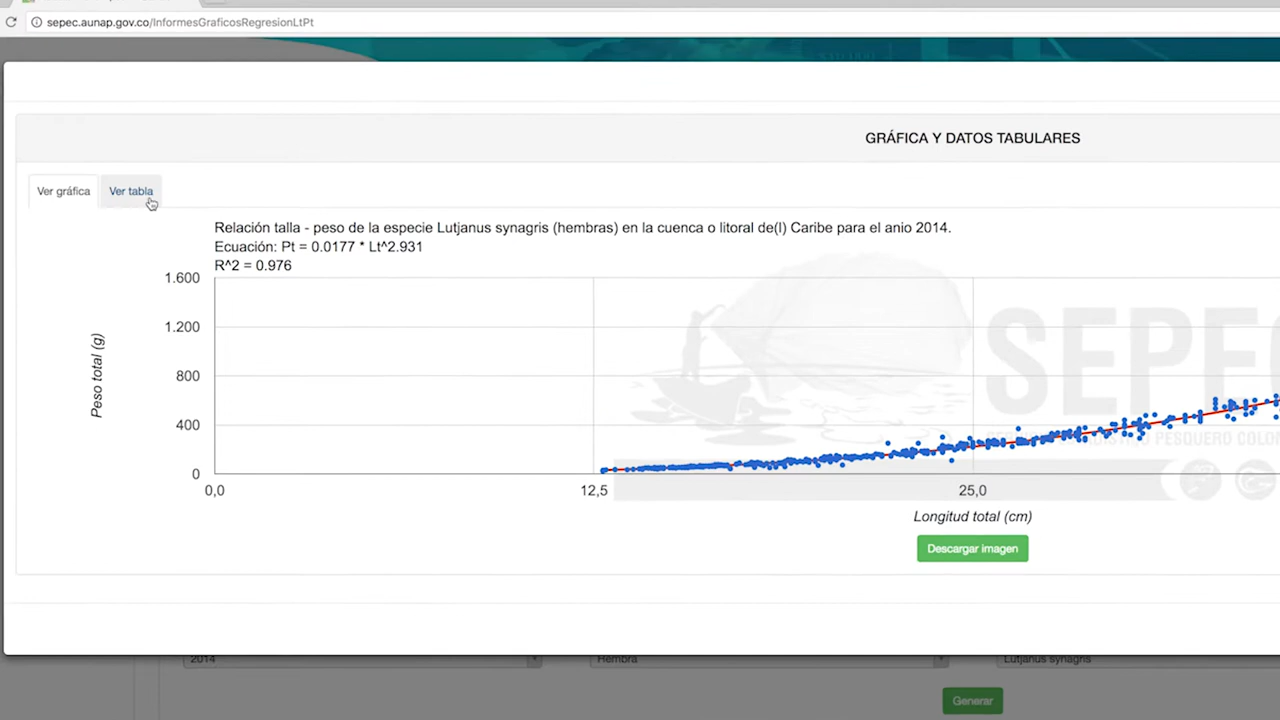 sepec.aunap.gov.co/InformesGraficosRegresionLtPt
GRÁFICA Y DATOS TABULARES
Ver gráfica
Ver tabla
Relación talla - peso de la especie Lutjanus synagris (hembras) en la cuenca o litoral de(l) Caribe para el anio 2014.
Ecuación: Pt = 0.0177 * Lt^2.931
R^2 = 0.976
1.600
1.200
800
400
0
Peso total (g)
0,0
12,5
25,0
Longitud total (cm)
SEPEC
PESQUERO COLO
Descargar imagen
2014
Hembra
Lutjanus synagris
Generar